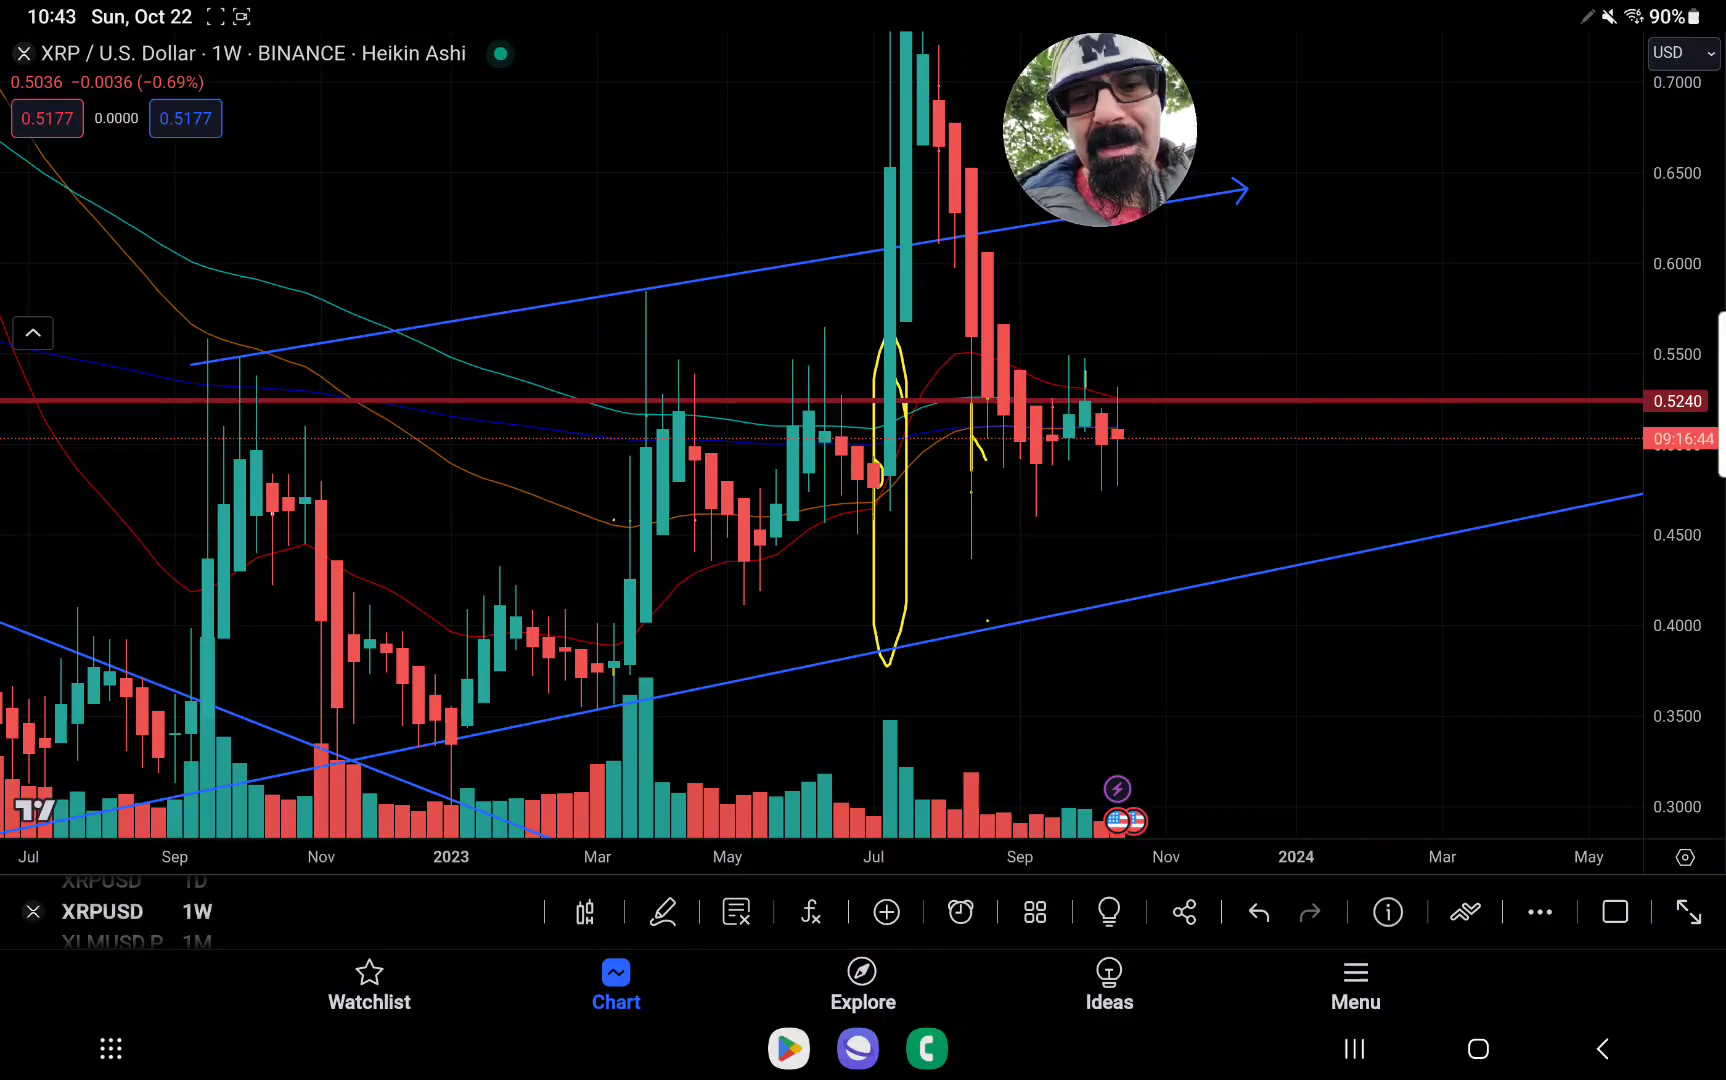 10:43 Sun, Oct 22
90%
XRP / U.S. Dollar · 1W · BINANCE · Heikin Ashi
USD
0.5036 −0.0036 (−0.69%)
0.5177 0.0000 0.5177
M
0.7000
0.6500
0.6000
0.5500
0.5240
09:16:44
0.4500
0.4000
0.3500
0.3000
Jul Sep Nov 2023 Mar May Jul Sep Nov 2024 Mar May
XRPUSD 1D
XRPUSD 1W
XLMUSD.P 1M
Watchlist Chart Explore Ideas Menu